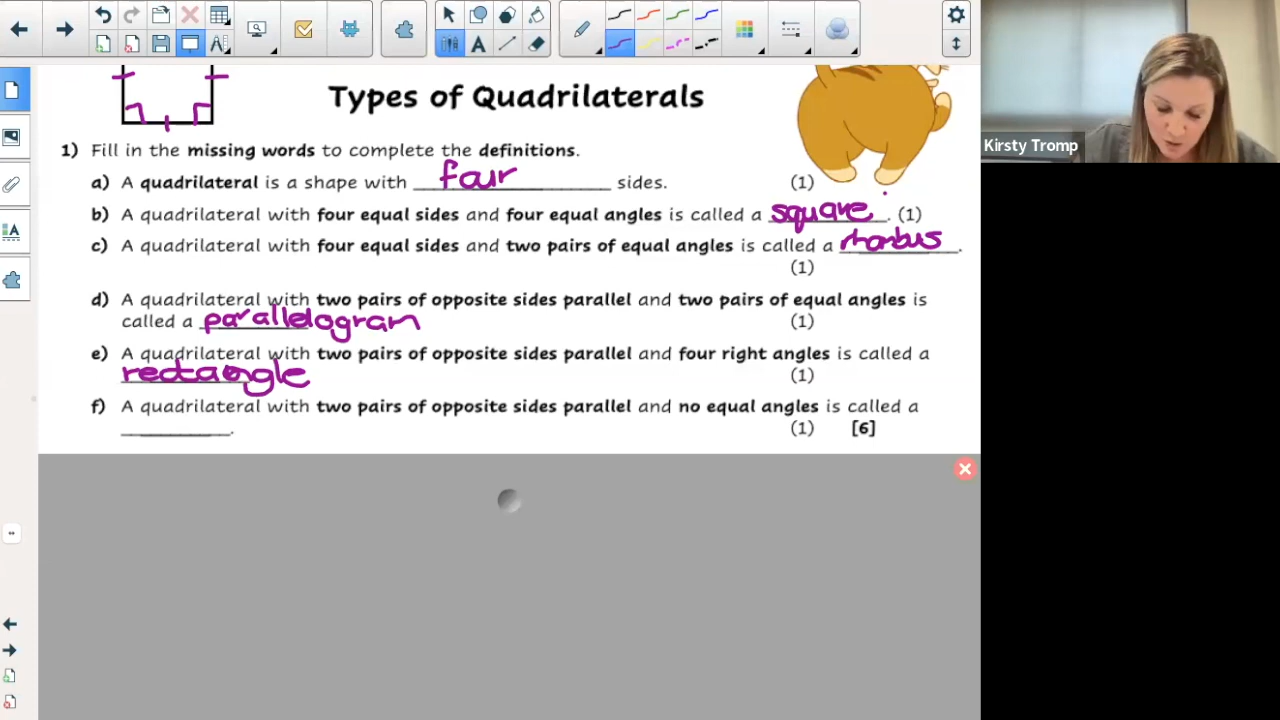 Types of Quadrilaterals
Kirsty Tromp
1) Fill in the missing words to complete the definitions.
a) A quadrilateral is a shape with four sides. (1)
b) A quadrilateral with four equal sides and four equal angles is called a square. (1)
c) A quadrilateral with four equal sides and two pairs of equal angles is called a rhombus.
(1)
d) A quadrilateral with two pairs of opposite sides parallel and two pairs of equal angles is
called a parallelogram (1)
e) A quadrilateral with two pairs of opposite sides parallel and four right angles is called a
rectangle (1)
f) A quadrilateral with two pairs of opposite sides parallel and no equal angles is called a
____________. (1) [6]